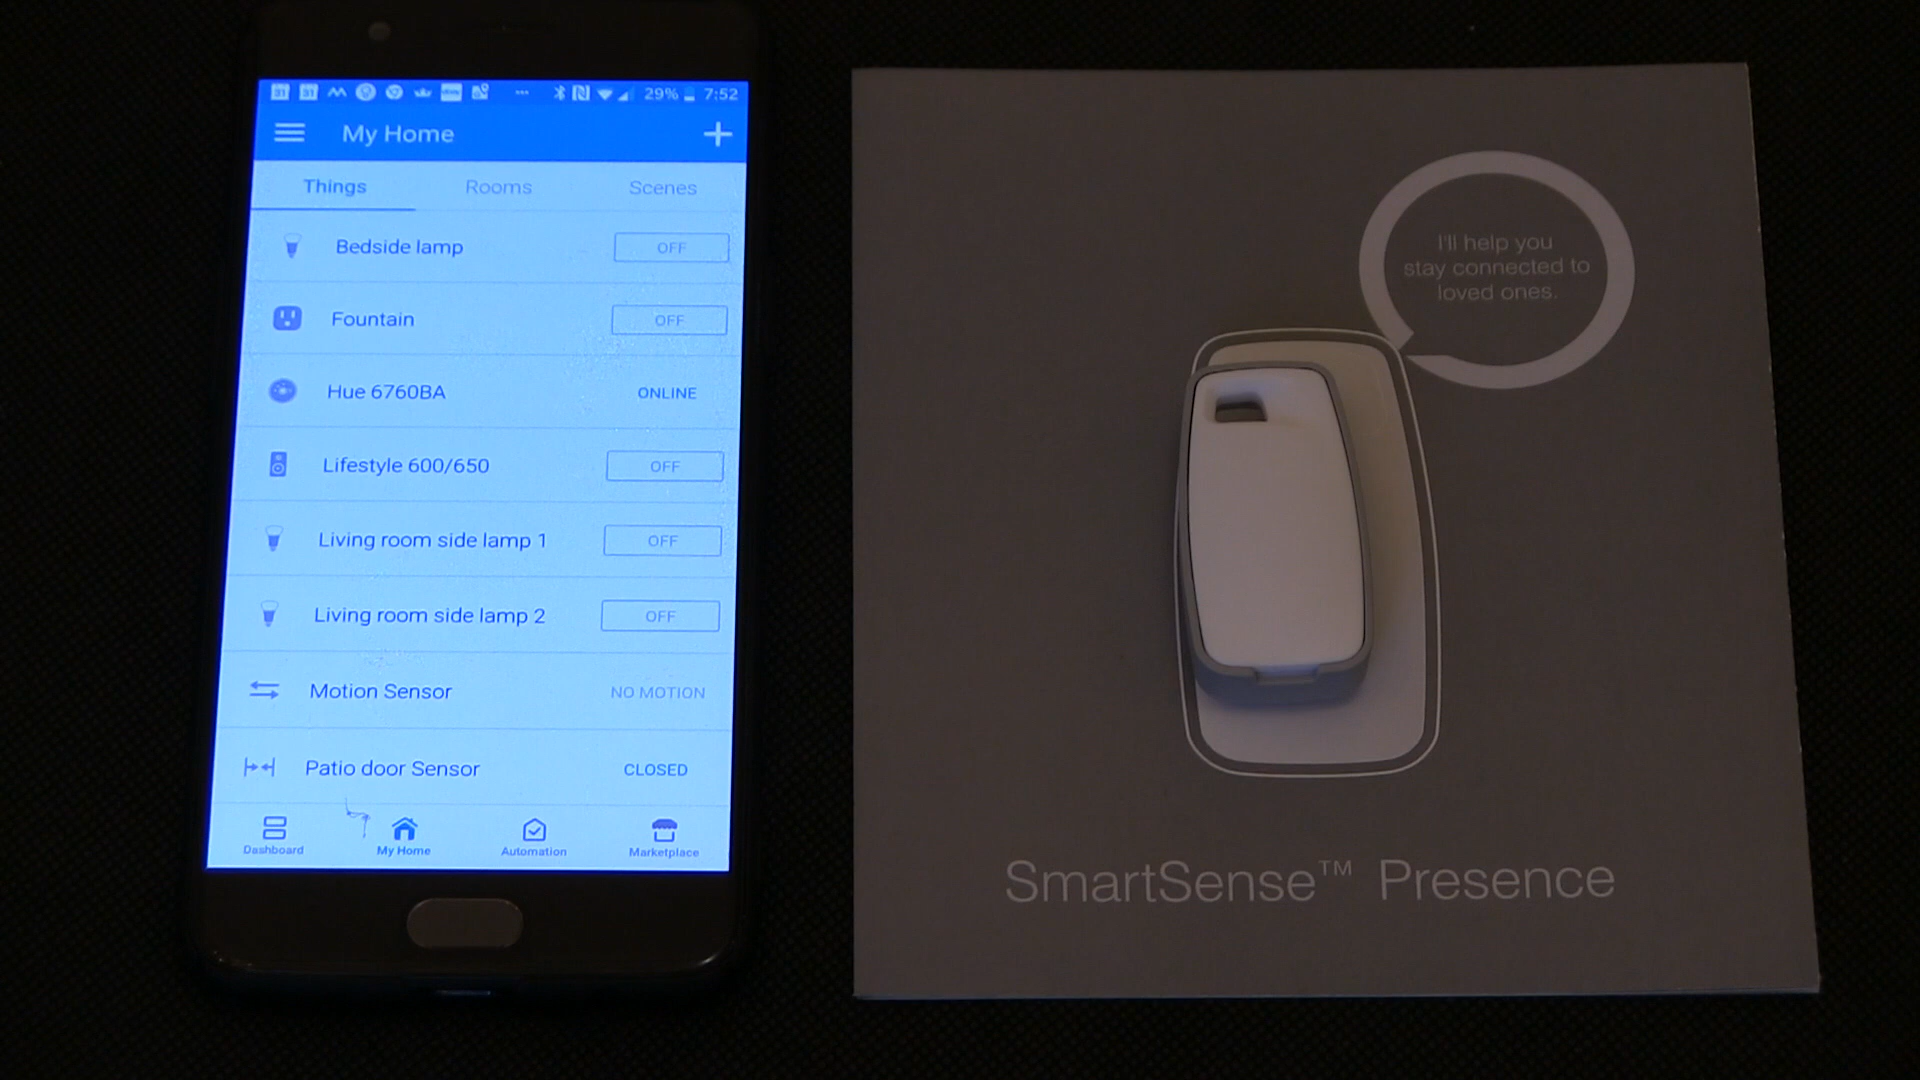 31 31 29% 7:52
My Home
Things Rooms Scenes
Bedside lamp OFF
Fountain OFF
Hue 6760BA ONLINE
Lifestyle 600/650 OFF
Living room side lamp 1 OFF
Living room side lamp 2 OFF
Motion Sensor NO MOTION
Patio door Sensor CLOSED
Dashboard My Home Automation Marketplace
I'll help you
stay connected to
loved ones.
SmartSense™ Presence